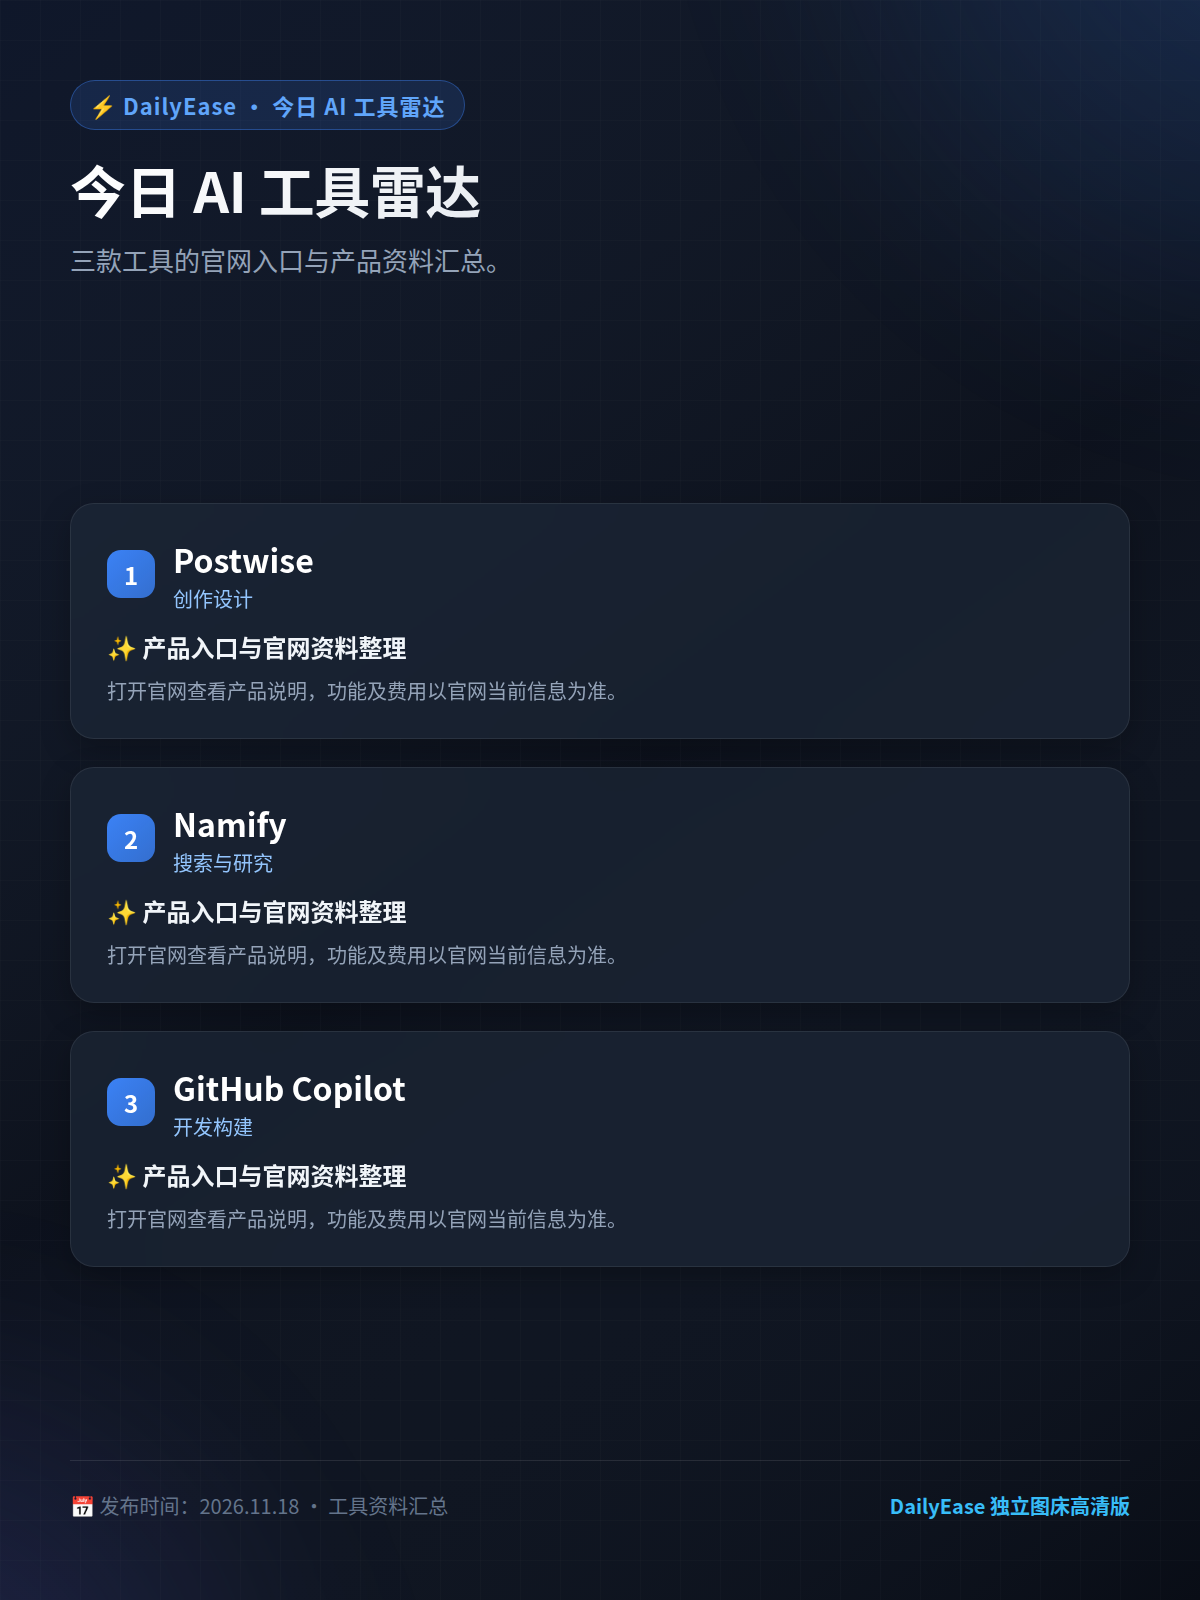 ⚡ DailyEase · 今日 AI 工具雷达
今日 AI 工具雷达
三款工具的官网入口与产品资料汇总。
1
Postwise
创作设计
✨ 产品入口与官网资料整理
打开官网查看产品说明，功能及费用以官网当前信息为准。
2
Namify
搜索与研究
✨ 产品入口与官网资料整理
打开官网查看产品说明，功能及费用以官网当前信息为准。
3
GitHub Copilot
开发构建
✨ 产品入口与官网资料整理
打开官网查看产品说明，功能及费用以官网当前信息为准。
📅 发布时间：2026.11.18 · 工具资料汇总
DailyEase 独立图床高清版